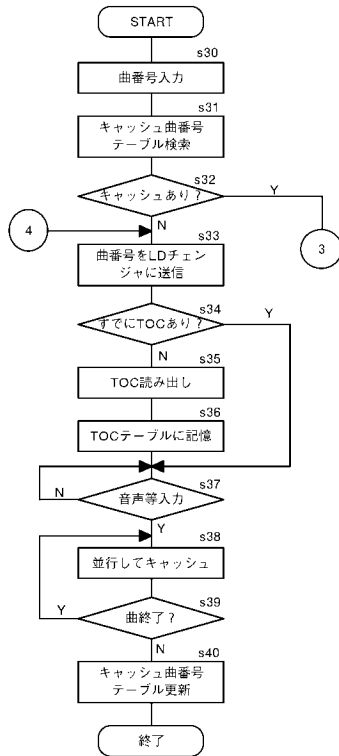 START
s30
曲番号入力
s31
キャッシュ曲番号
テーブル検索
s32
キャッシュあり？
Y
N
4
3
s33
曲番号をLDチェン
ジャに送信
s34
すでにTOCあり？
Y
N
s35
TOC読み出し
s36
TOCテーブルに記憶
s37
N
音声等入力
Y
s38
並行してキャッシュ
s39
Y
曲終了？
N
s40
キャッシュ曲番号
テーブル更新
終了